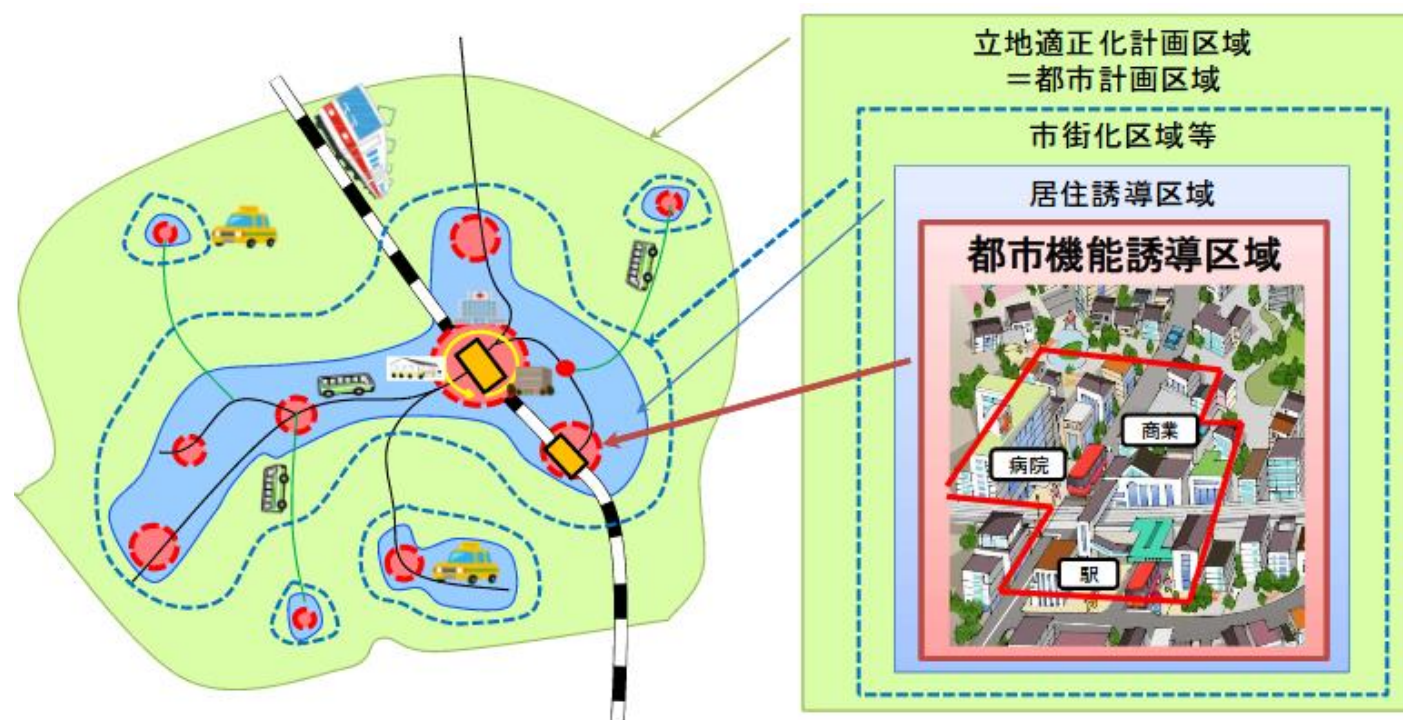 立地適正化計画区域
＝都市計画区域
市街化区域等
居住誘導区域
都市機能誘導区域
商業
病院
駅